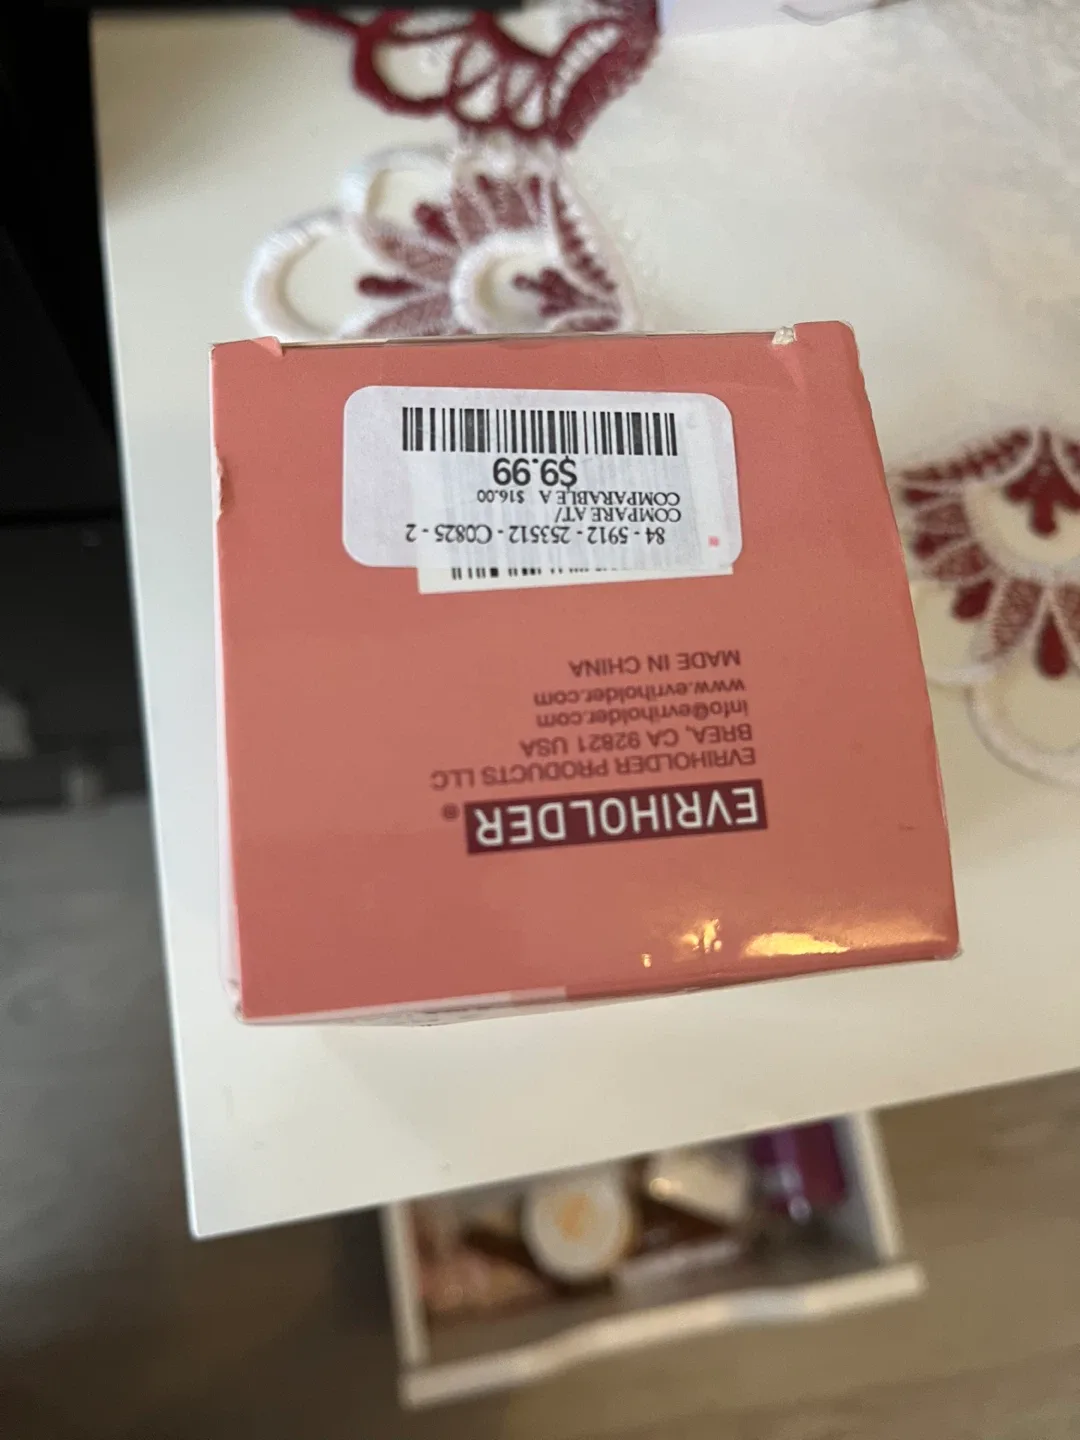 84 - 5912 - 253512 - C0825 - 2
COMPARE AT/
COMPARABLE A $16.00
$9.99
EVRIHOLDER®
EVRIHOLDER PRODUCTS LLC
BREA, CA 92821 USA
info@evriholder.com
www.evriholder.com
MADE IN CHINA